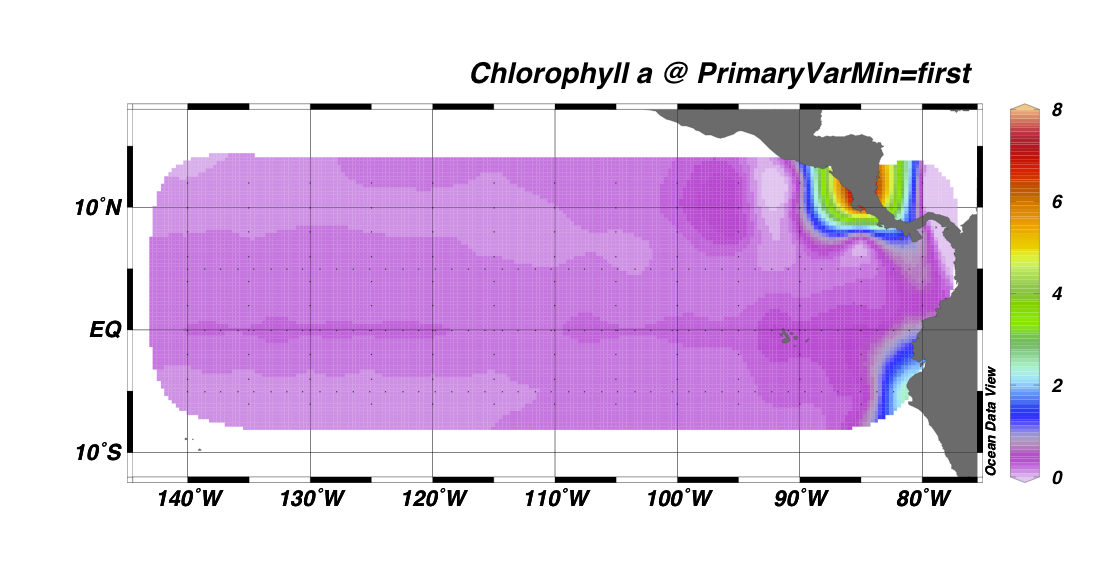 Chlorophyll a @ PrimaryVarMin=first
10˚N
EQ
10˚S
140˚W
130˚W
120˚W
110˚W
100˚W
90˚W
80˚W
Ocean Data View
8
6
4
2
0